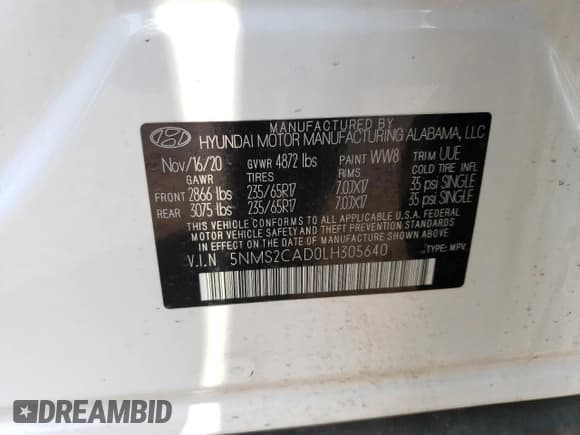 MANUFACTURED BY
HYUNDAI MOTOR MANUFACTURING ALABAMA, LLC
Nov/16/20 GVWR 4872 lbs PAINT WW8 TRIM UUE
GAWR TIRES RIMS COLD TIRE INFL
FRONT 2866 lbs 235/65R17 7.0JX17 35 psi SINGLE
REAR 3075 lbs 235/65R17 7.0JX17 35 psi SINGLE
THIS VEHICLE CONFORMS TO ALL APPLICABLE U.S.A. FEDERAL
MOTOR VEHICLE SAFETY AND THEFT PREVENTION STANDARDS
IN EFFECT ON THE DATE OF MANUFACTURE SHOWN ABOVE.
V.I.N 5NMS2CAD0LH305640 TYPE: MPV
DREAMBID